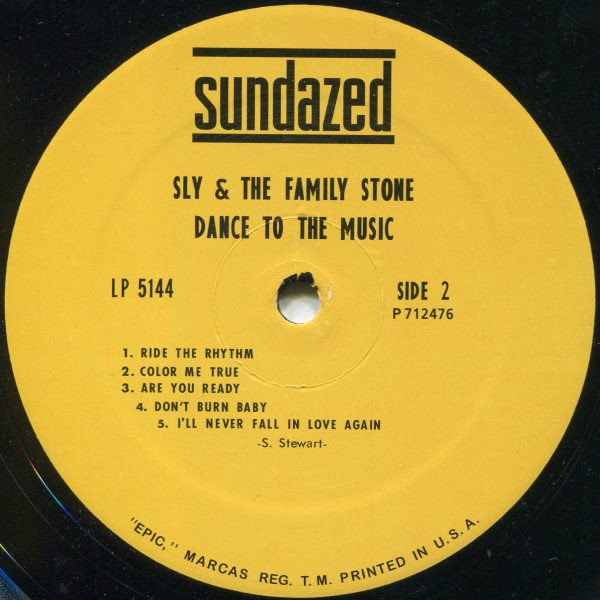 sundazed
SLY & THE FAMILY STONE
DANCE TO THE MUSIC
LP 5144
SIDE 2
P 712476
1. RIDE THE RHYTHM
2. COLOR ME TRUE
3. ARE YOU READY
4. DON'T BURN BABY
5. I'LL NEVER FALL IN LOVE AGAIN
-S. Stewart-
"EPIC," MARCAS REG. T. M. PRINTED IN U. S. A.